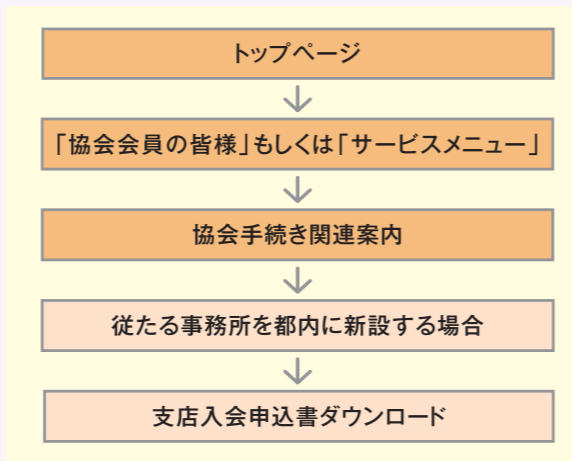 トップページ
「協会会員の皆様」もしくは「サービスメニュー」
協会手続き関連案内
従たる事務所を都内に新設する場合
支店入会申込書ダウンロード